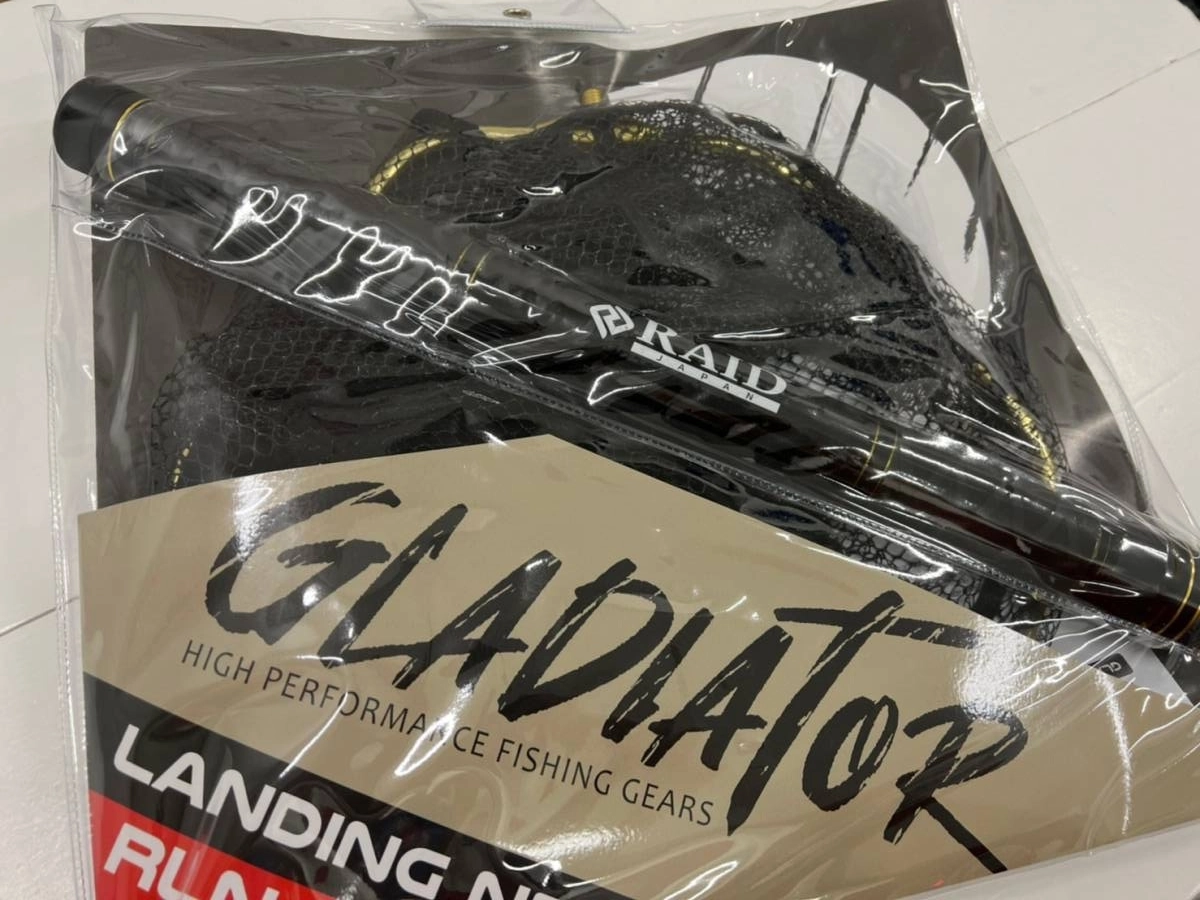 RAID
JAPAN
GLADIATOR
HIGH PERFORMANCE FISHING GEARS
LANDING